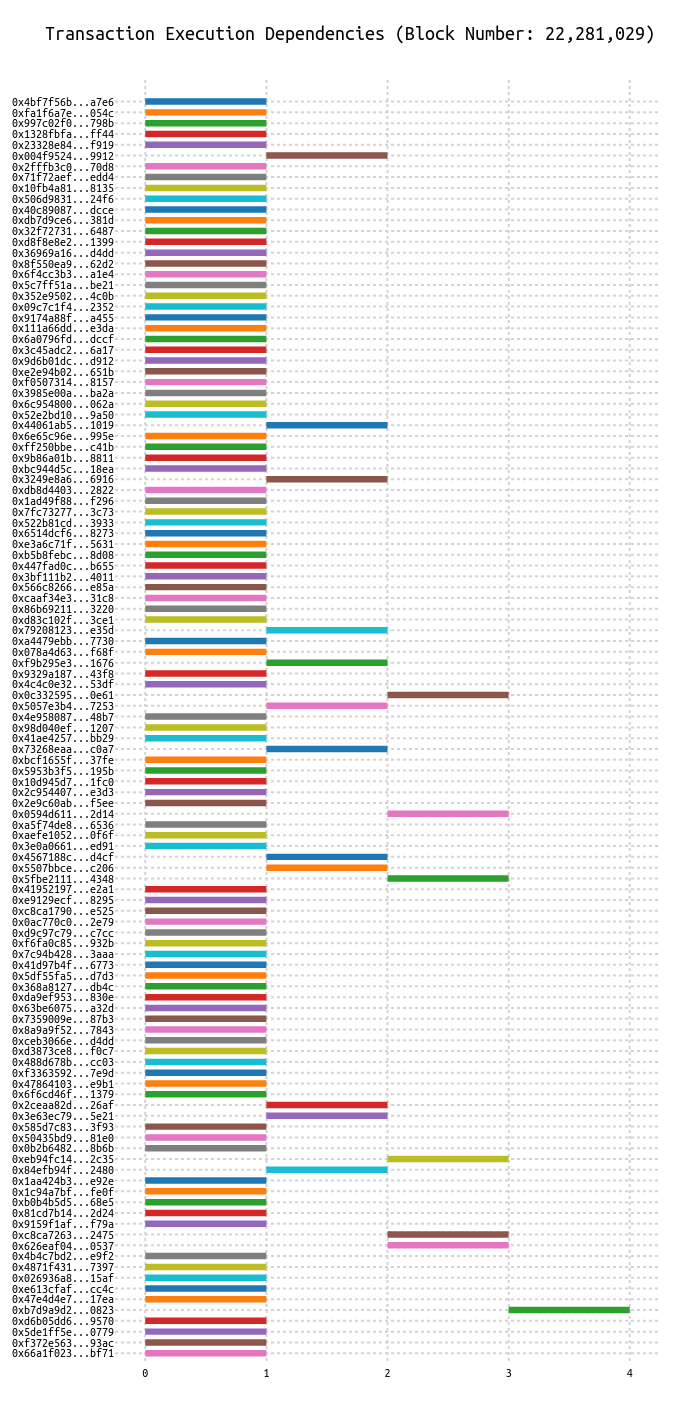 Transaction Execution Dependencies (Block Number: 22,281,029)
0x4bf7f56b...a7e6
0xfa1f6a7e...054c
0x997c02f0...798b
0x1328fbfa...ff44
0x23328e84...f919
0x004f9524...9912
0x2fffb3c0...70d8
0x71f72aef...edd4
0x10fb4a81...8135
0x506d9831...24f6
0x40c89087...dcce
0xdb7d9ce6...381d
0x32f72731...6487
0xd8f8e8e2...1399
0x36969a16...d4dd
0x8f550ea9...62d2
0x6f4cc3b3...a1e4
0x5c7ff51a...be21
0x352e9502...4c0b
0x09c7c1f4...2352
0x9174a88f...a455
0x111a66dd...e3da
0x6a0796fd...dccf
0x3c45adc2...6a17
0x9d6b01dc...d912
0xe2e94b02...651b
0xf0507314...8157
0x3985e00a...ba2a
0x6c954800...062a
0x52e2bd10...9a50
0x44061ab5...1019
0x6e65c96e...995e
0xff250bbe...c41b
0x9b86a01b...8811
0xbc944d5c...18ea
0x3249e8a6...6916
0xdb8d4403...2822
0x1ad49f88...f296
0x7fc73277...3c73
0x522b81cd...3933
0x6514dcf6...8273
0xe3a6c71f...5631
0xb5b8febc...8d08
0x447fad0c...b655
0x3bf111b2...4011
0x566c8266...e85a
0xcaaf34e3...31c8
0x86b69211...3220
0xd83c102f...3ce1
0x79208123...e35d
0xa4479ebb...7730
0x078a4d63...f68f
0xf9b295e3...1676
0x9329a187...43f8
0x4c4c0e32...53df
0x0c332595...0e61
0x5057e3b4...7253
0x4e958087...48b7
0x98d040ef...1207
0x41ae4257...bb29
0x73268eaa...c0a7
0xbcf1655f...37fe
0x5953b3f5...195b
0x10d945d7...1fc0
0x2c954407...e3d3
0x2e9c60ab...f5ee
0x0594d611...2d14
0xa5f74de8...6536
0xaefe1052...0f6f
0x3e0a0661...ed91
0x4567188c...d4cf
0x5507bbce...c206
0x5fbe2111...4348
0x41952197...e2a1
0xe9129ecf...8295
0xc8ca1790...e525
0x0ac770c0...2e79
0xd9c97c79...c7cc
0xf6fa0c85...932b
0x7c94b428...3aaa
0x41d97b4f...6773
0x5df55fa5...d7d3
0x368a8127...db4c
0xda9ef953...830e
0x63be6075...a32d
0x7359009e...87b3
0x8a9a9f52...7843
0xceb3066e...d4dd
0xd3873ce8...f0c7
0x488d678b...cc03
0xf3363592...7e9d
0x47864103...e9b1
0x6f6cd46f...1379
0x2ceaa82d...26af
0x3e63ec79...5e21
0x585d7c83...3f93
0x50435bd9...81e0
0x0b2b6482...8b6b
0xeb94fc14...2c35
0x84efb94f...2480
0x1aa424b3...e92e
0x1c94a7bf...fe0f
0xb0b4b5d5...68e5
0x81cd7b14...2d24
0x9159f1af...f79a
0xc8ca7263...2475
0x626eaf04...0537
0x4b4c7bd2...e9f2
0x4871f431...7397
0x026936a8...15af
0xe613cfaf...cc4c
0x47e4d4e7...17ea
0xb7d9a9d2...0823
0xd6b05dd6...9570
0x5de1ff5e...0779
0xf372e563...93ac
0x66a1f023...bf71
0 1 2 3 4